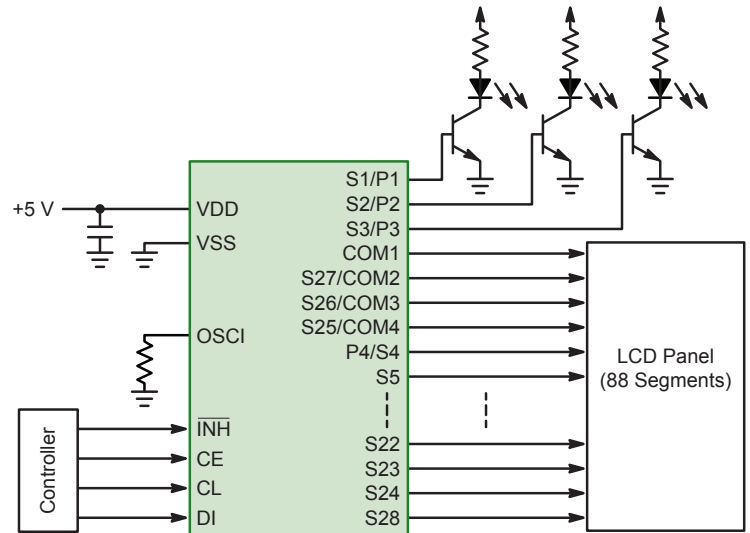 S1/P1
S2/P2
S3/P3
COM1
S27/COM2
S26/COM3
S25/COM4
P4/S4
S5
S22
S23
S24
S28
+5 V
VDD
VSS
OSCI
INH
CE
CL
DI
Controller
LCD Panel
(88 Segments)